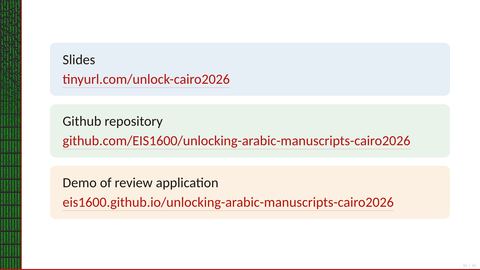 Slides
tinyurl.com/unlock-cairo2026
Github repository
github.com/EIS1600/unlocking-arabic-manuscripts-cairo2026
Demo of review application
eis1600.github.io/unlocking-arabic-manuscripts-cairo2026